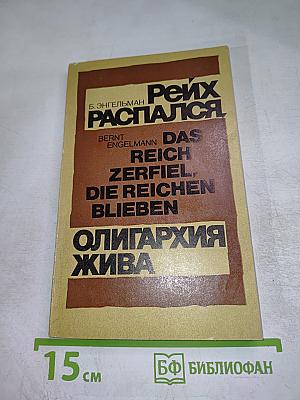 Б. ЭНГЕЛЬМАН РЕЙХ
РАСПАЛСЯ,
BERNT
ENGELMANN DAS
REICH
ZERFIEL,
DIE REICHEN
BLIEBEN
ОЛИГАРХИЯ
ЖИВА
15 см
БФ БИБЛИОФАН